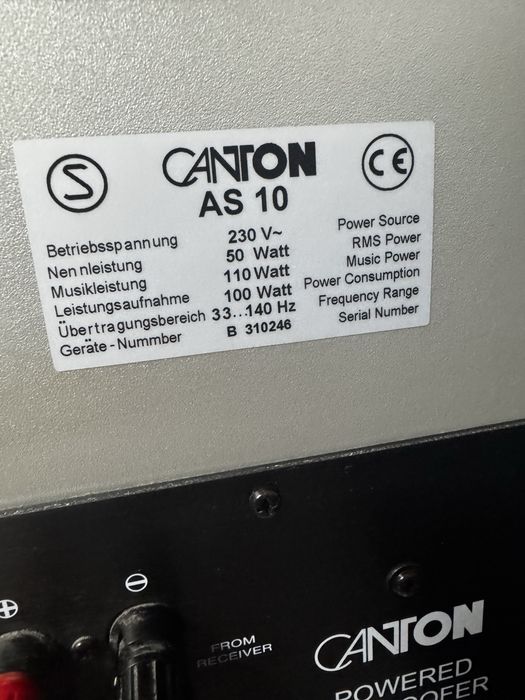 S
CANTON
CE
AS 10
Betriebsspannung 230 V~ Power Source
Nennleistung 50 Watt RMS Power
Musikleistung 110 Watt Music Power
Leistungsaufnahme 100 Watt Power Consumption
Übertragungsbereich 33...140 Hz Frequency Range
Geräte-Nummber B 310246 Serial Number
+ −
FROM
RECEIVER
CANTON
POWERED